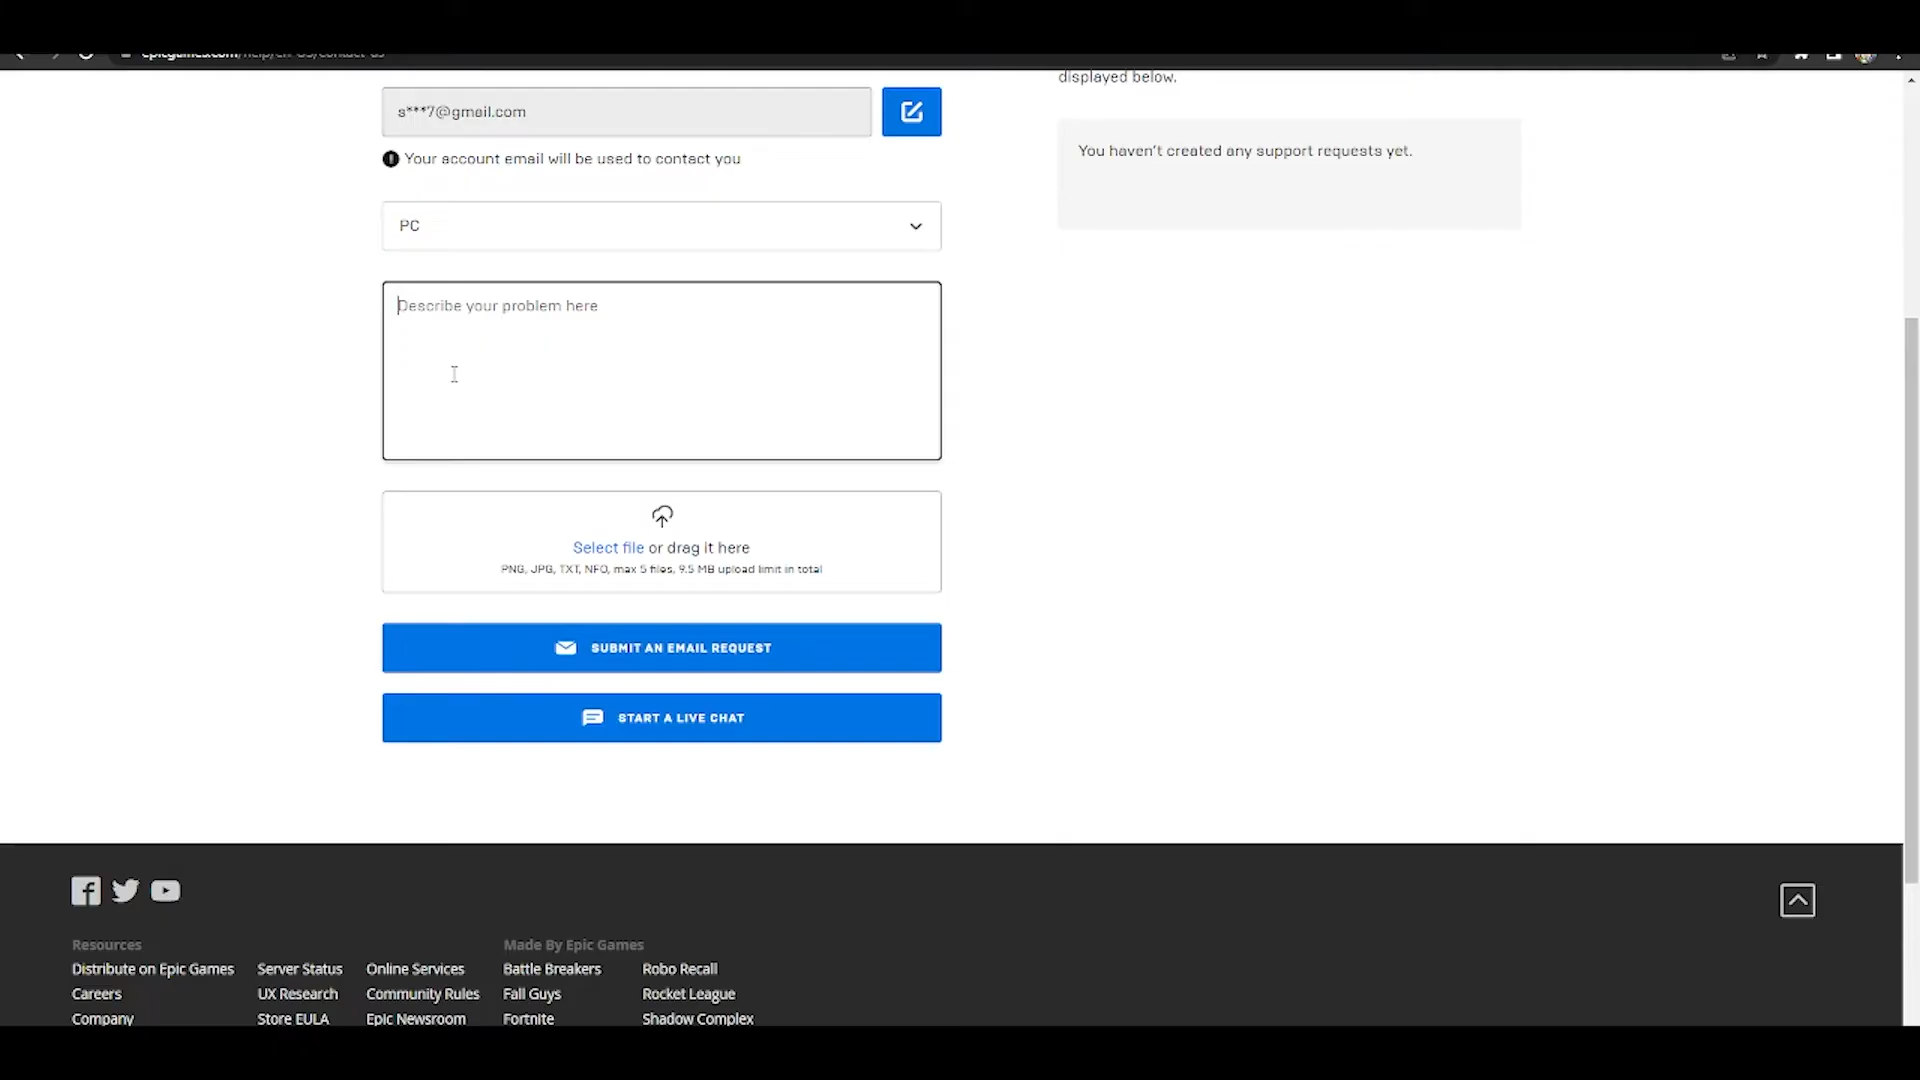 displayed below.
s***7@gmail.com
Your account email will be used to contact you
You haven't created any support requests yet.
PC
Describe your problem here
Select file or drag it here
PNG, JPG, TXT, NFO, max 5 files, 9.5 MB upload limit in total
SUBMIT AN EMAIL REQUEST
START A LIVE CHAT
Resources
Made By Epic Games
Distribute on Epic Games
Server Status
Online Services
Battle Breakers
Robo Recall
Careers
UX Research
Community Rules
Fall Guys
Rocket League
Company
Store EULA
Epic Newsroom
Fortnite
Shadow Complex